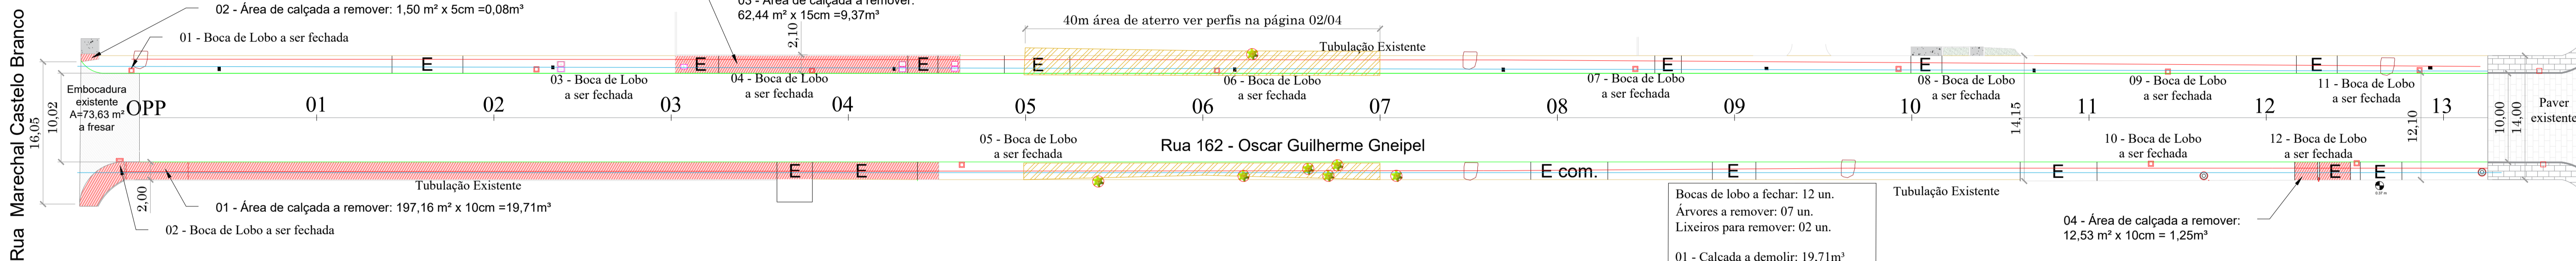 Rua Marechal Castelo Branco
02 - Área de calçada a remover: 1,50 m² x 5cm =0,08m³
03 - Área de calçada a remover:
62,44 m² x 15cm =9,37m³
01 - Boca de Lobo a ser fechada
2,10
40m área de aterro ver perfis na página 02/04
Tubulação Existente
E
E
E
E
E
E
E
03 - Boca de Lobo
a ser fechada
04 - Boca de Lobo
a ser fechada
06 - Boca de Lobo
a ser fechada
07 - Boca de Lobo
a ser fechada
08 - Boca de Lobo
a ser fechada
09 - Boca de Lobo
a ser fechada
11 - Boca de Lobo
a ser fechada
16,05
10,02
Embocadura
existente
A=73,63 m²
a fresar
OPP
01
02
03
04
05
06
07
08
09
10
11
12
13
14,15
12,10
10,00
14,00
Paver
existente
05 - Boca de Lobo
a ser fechada
Rua 162 - Oscar Guilherme Gneipel
10 - Boca de Lobo
a ser fechada
12 - Boca de Lobo
a ser fechada
E
E
E com.
E
E
E
E
2,00
Tubulação Existente
Tubulação Existente
01 - Área de calçada a remover: 197,16 m² x 10cm =19,71m³
02 - Boca de Lobo a ser fechada
Bocas de lobo a fechar: 12 un.
Árvores a remover: 07 un.
Lixeiros para remover: 02 un.
01 - Calçada a demolir: 19,71m³
04 - Área de calçada a remover:
12,53 m² x 10cm = 1,25m³